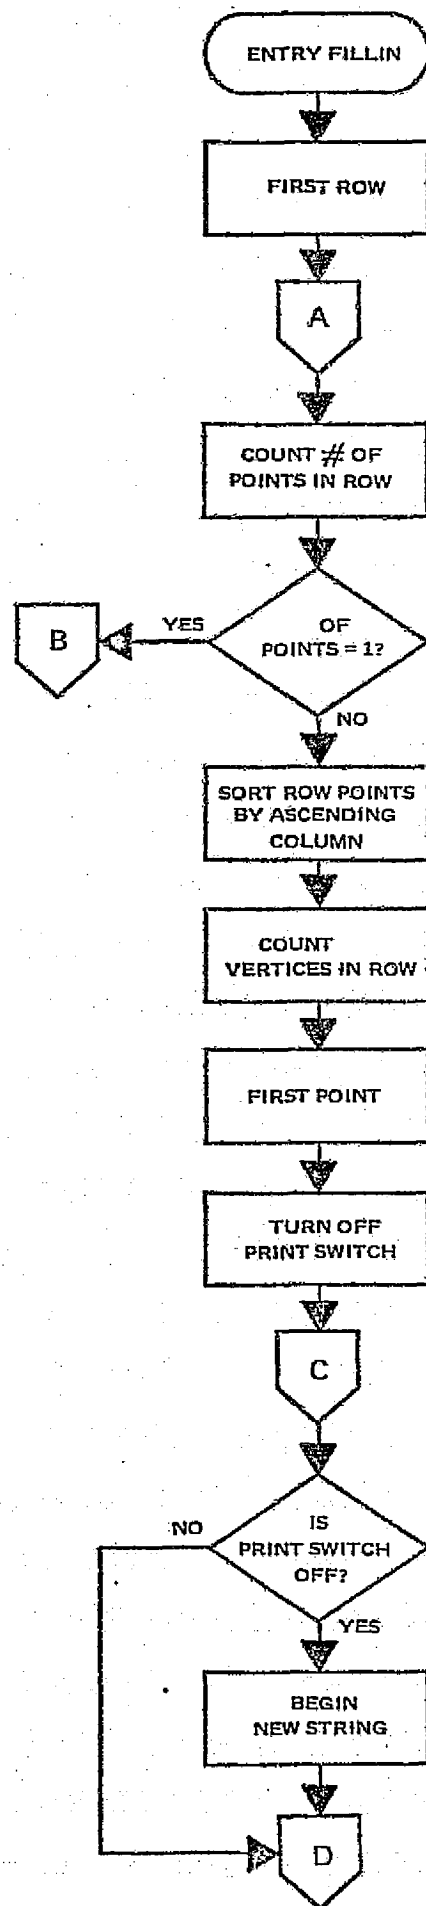 ENTRY FILLIN
FIRST ROW
A
COUNT # OF
POINTS IN ROW
OF
POINTS = 1?
YES
B
NO
SORT ROW POINTS
BY ASCENDING
COLUMN
COUNT
VERTICES IN ROW
FIRST POINT
TURN OFF
PRINT SWITCH
C
IS
PRINT SWITCH
OFF?
NO
YES
BEGIN
NEW STRING
D